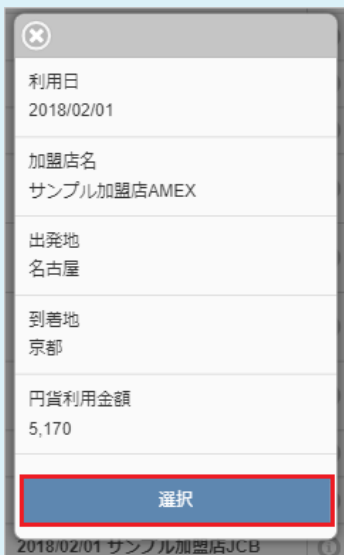 利用日
2018/02/01
加盟店名
サンプル加盟店AMEX
出発地
名古屋
到着地
京都
円貨利用金額
5,170
選択
2018/02/01 サンプル加盟店JCB